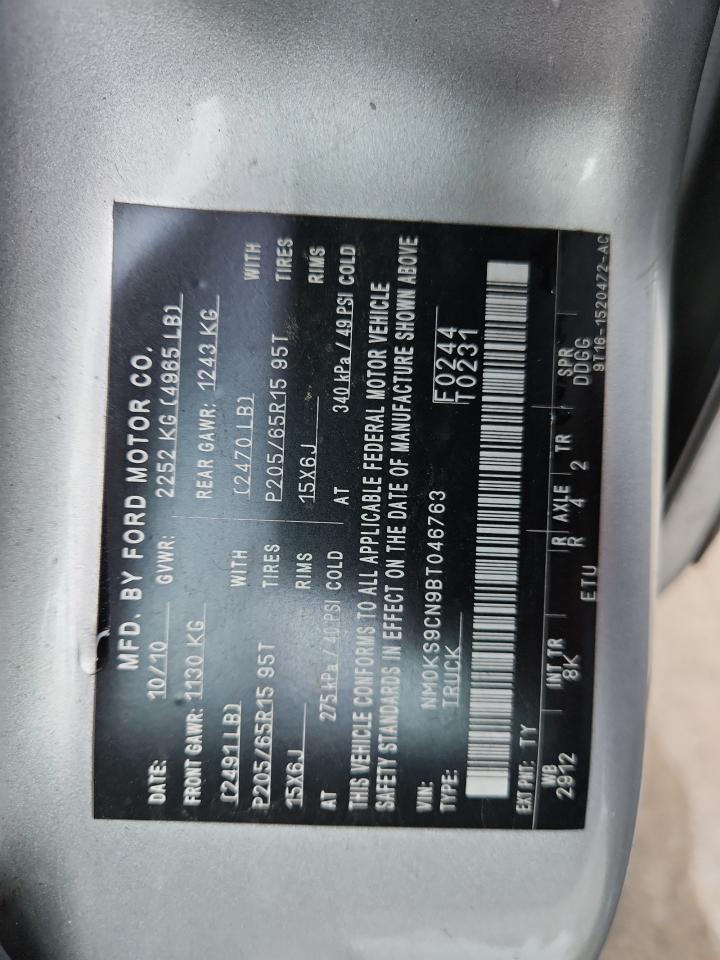 MFD. BY FORD MOTOR CO.
DATE: 10/10 GVWR: 2252 KG (4965 LB)
FRONT GAWR: 1130 KG REAR GAWR: 1243 KG
(2491LB) WITH (2470 LB) WITH
P205/65R15 95T TIRES P205/65R15 95T TIRES
15X6J RIMS 15X6J RIMS
AT 275 kPa / 40 PSI COLD AT 340 kPa / 49 PSI COLD
THIS VEHICLE CONFORMS TO ALL APPLICABLE FEDERAL MOTOR VEHICLE
SAFETY STANDARDS IN EFFECT ON THE DATE OF MANUFACTURE SHOWN ABOVE
VIN: NM0KS9CN9BT046763 F0244
TYPE: TRUCK T0231
EXT PNT: TY
WB INT TR R AXLE TR SPR
2912 8K R 4 2 DDGG
ETU 9T16-1520472-AC